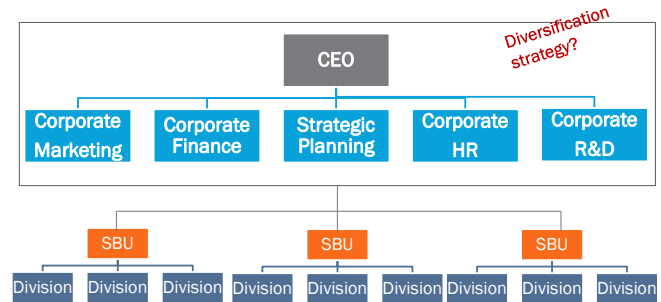 Diversification
strategy?
CEO
Corporate
Marketing
Corporate
Finance
Strategic
Planning
Corporate
HR
Corporate
R&D
SBU
SBU
SBU
Division
Division
Division
Division
Division
Division
Division
Division
Division